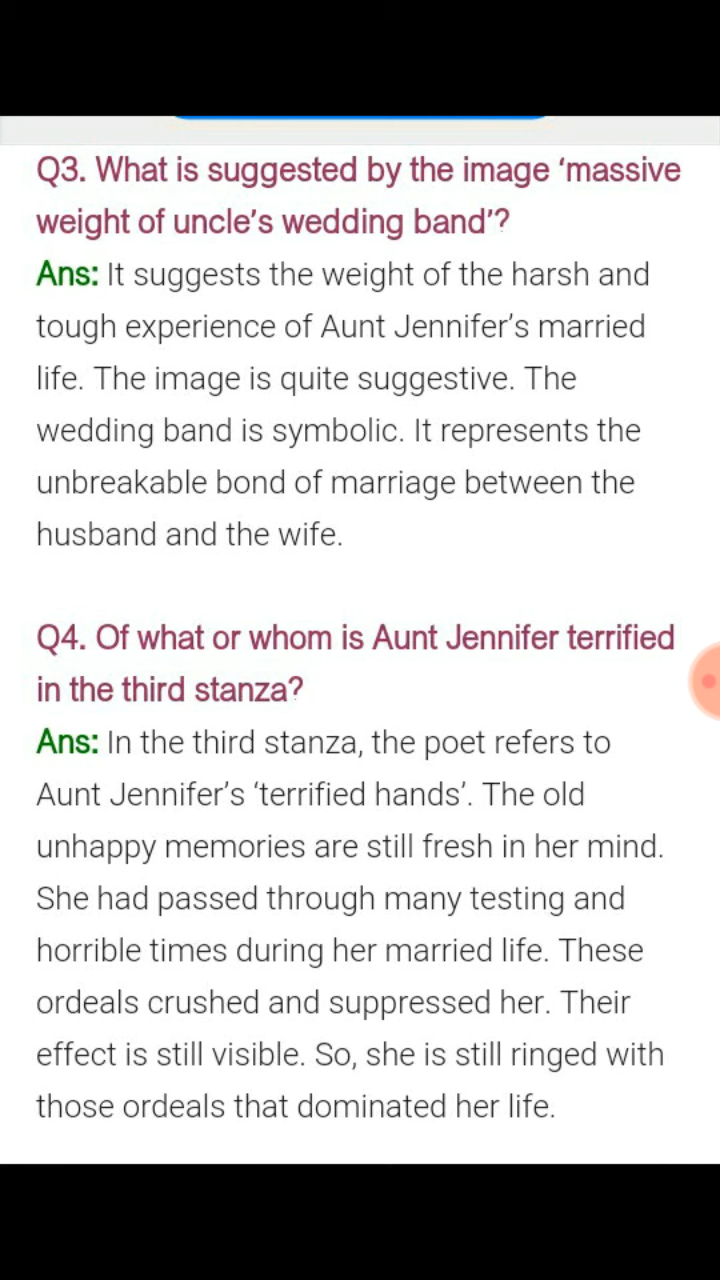 Q3. What is suggested by the image ‘massive
weight of uncle’s wedding band’?
Ans: It suggests the weight of the harsh and
tough experience of Aunt Jennifer’s married
life. The image is quite suggestive. The
wedding band is symbolic. It represents the
unbreakable bond of marriage between the
husband and the wife.
Q4. Of what or whom is Aunt Jennifer terrified
in the third stanza?
Ans: In the third stanza, the poet refers to
Aunt Jennifer’s ‘terrified hands’. The old
unhappy memories are still fresh in her mind.
She had passed through many testing and
horrible times during her married life. These
ordeals crushed and suppressed her. Their
effect is still visible. So, she is still ringed with
those ordeals that dominated her life.